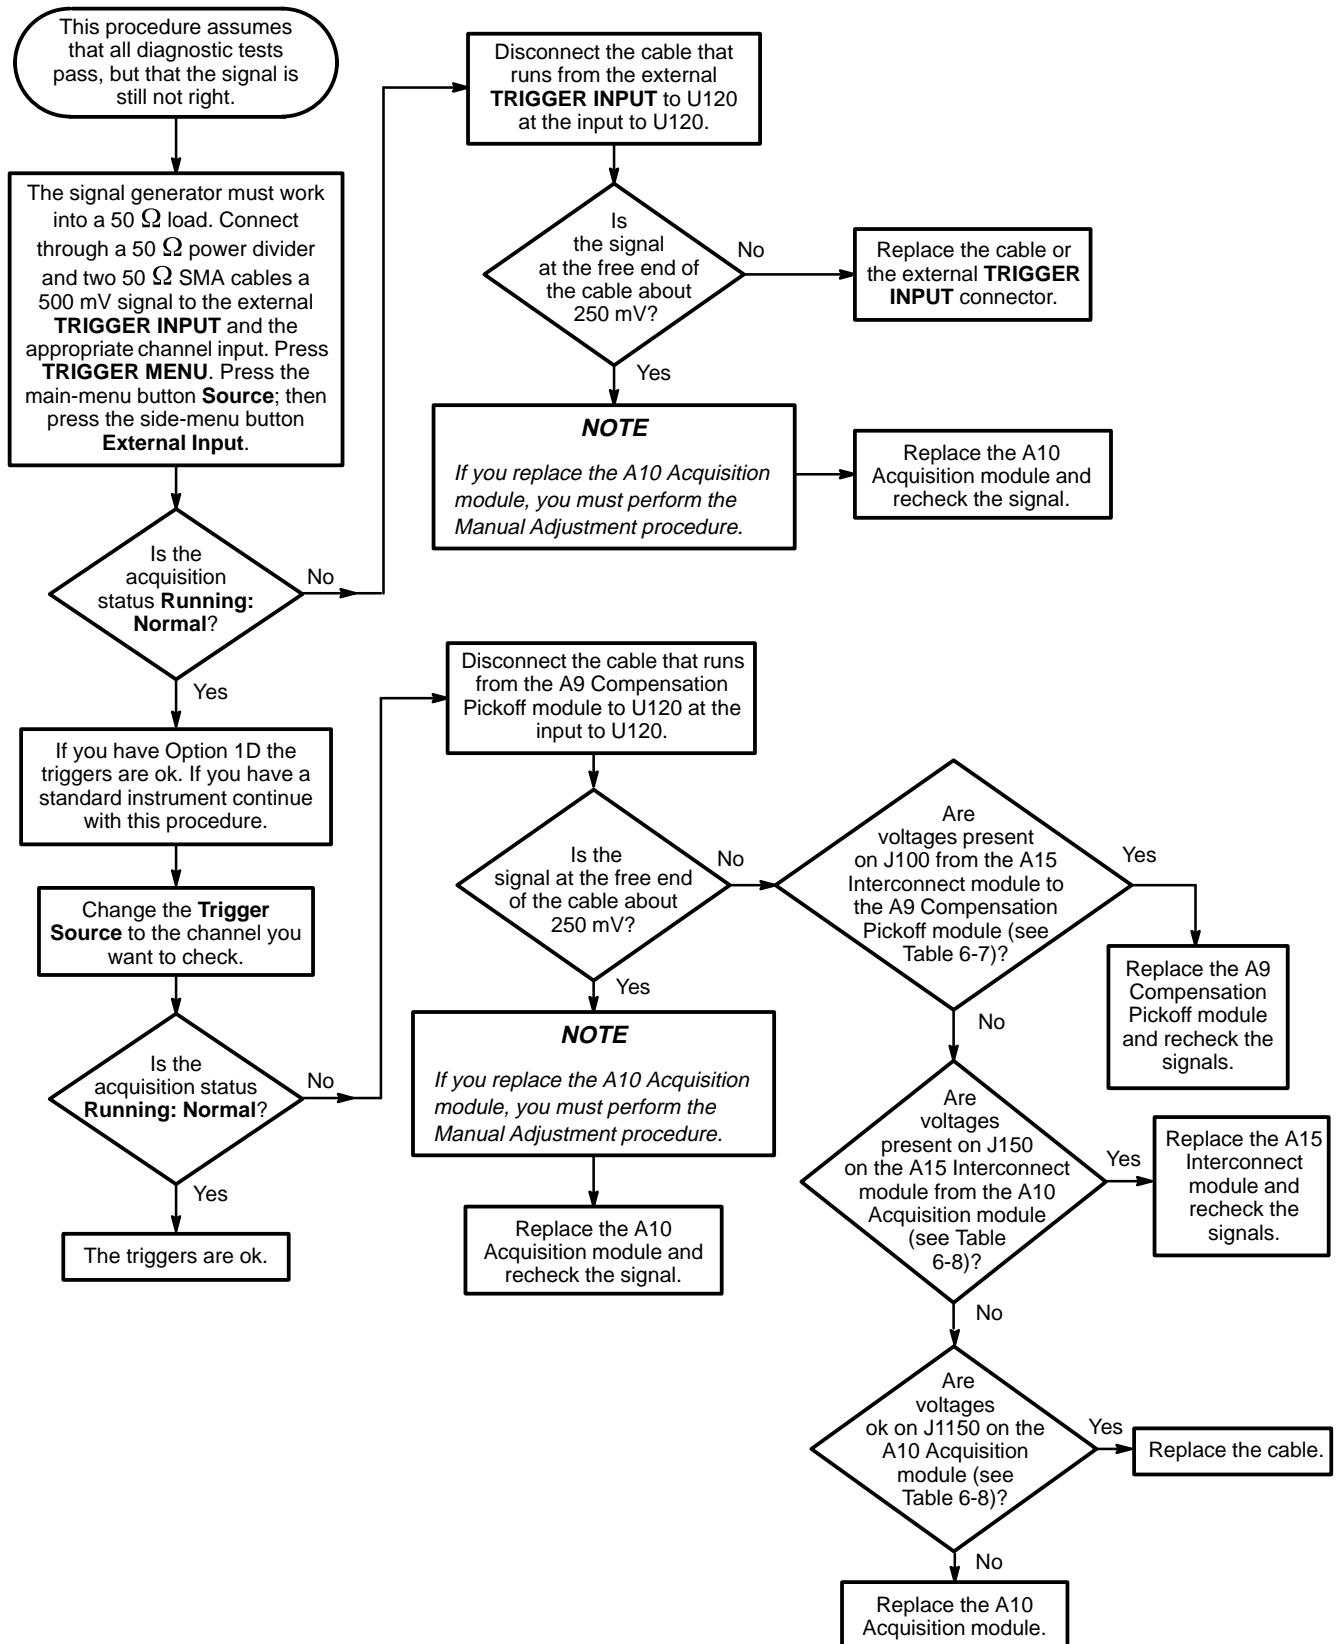 This procedure assumes
that all diagnostic tests
pass, but that the signal is
still not right.
The signal generator must work
into a 50 Ω load. Connect
through a 50 Ω power divider
and two 50 Ω SMA cables a
500 mV signal to the external
TRIGGER INPUT and the
appropriate channel input. Press
TRIGGER MENU. Press the
main-menu button Source; then
press the side-menu button
External Input.
Is the
acquisition
status Running:
Normal?
No
Yes
Disconnect the cable that
runs from the external
TRIGGER INPUT to U120
at the input to U120.
Is
the signal
at the free end of
the cable about
250 mV?
No
Replace the cable or
the external TRIGGER
INPUT connector.
Yes
NOTE
If you replace the A10 Acquisition
module, you must perform the
Manual Adjustment procedure.
Replace the A10
Acquisition module and
recheck the signal.
If you have Option 1D the
triggers are ok. If you have a
standard instrument continue
with this procedure.
Change the Trigger
Source to the channel you
want to check.
Is the
acquisition status
Running: Normal?
No
Yes
The triggers are ok.
Disconnect the cable that runs
from the A9 Compensation
Pickoff module to U120 at the
input to U120.
Is the
signal at the free end
of the cable about
250 mV?
No
Yes
NOTE
If you replace the A10 Acquisition
module, you must perform the
Manual Adjustment procedure.
Replace the A10
Acquisition module and
recheck the signal.
Are
voltages present
on J100 from the A15
Interconnect module to
the A9 Compensation
Pickoff module (see
Table 6-7)?
Yes
Replace the A9
Compensation
Pickoff module
and recheck the
signals.
No
Are
voltages
present on J150
on the A15 Interconnect
module from the A10
Acquisition module
(see Table
6-8)?
Yes
Replace the A15
Interconnect
module and
recheck the
signals.
No
Are
voltages
ok on J1150 on the
A10 Acquisition
module (see
Table 6-8)?
Yes
Replace the cable.
No
Replace the A10
Acquisition module.